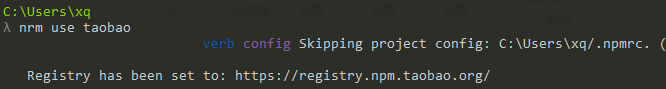 C:\Users\xq
λ nrm use taobao
verb config Skipping project config: C:\Users\xq/.npmrc. (
Registry has been set to: https://registry.npm.taobao.org/